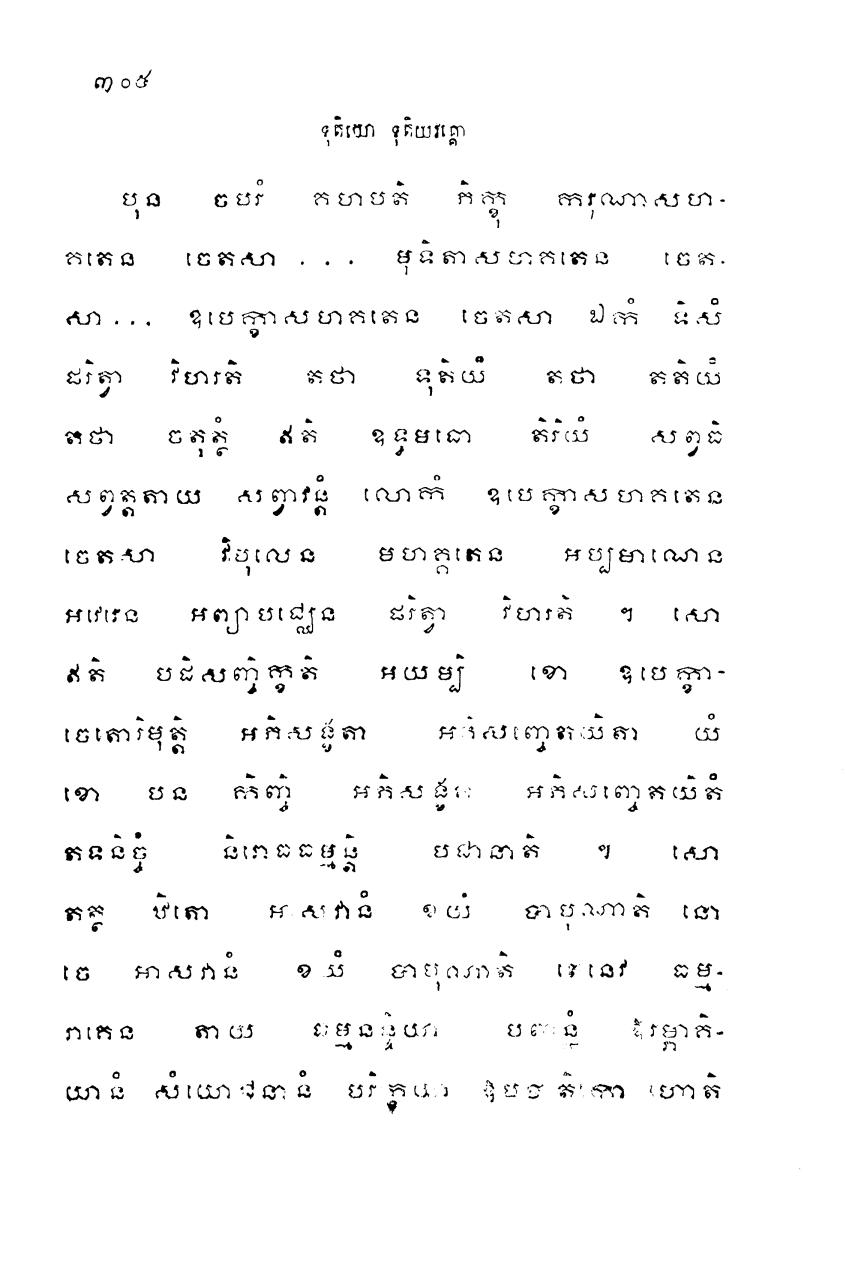 ៣០៥
ទុតិយោ ទុតិយវគ្គោ
បុន ចបរំ គហបតិ ភិក្ខុ ករុណាសហ-
គតេន ចេតសា ... មុទិតាសហគតេន ចេត-
សា ... ឧបេក្ខាសហគតេន ចេតសា ឯកំ ទិសំ
ផរិត្វា វិហរតិ តថា ទុតិយំ តថា តតិយំ
តថា ចតុត្ថំ ឥតិ ឧទ្ធមធោ តិរិយំ សព្វធិ
សព្វត្តតាយ សព្វាវន្តំ លោកំ ឧបេក្ខាសហគតេន
ចេតសា វិបុលេន មហគ្គតេន អប្បមាណេន
អវេរេន អព្យាបជ្ឈេន ផរិត្វា វិហរតិ ។ សោ
ឥតិ បដិសញ្ចិក្ខតិ អយម្បិ ខោ ឧបេក្ខា-
ចេតោវិមុត្តិ អភិសង្ខតា អភិសញ្ចេតយិតា យំ
ខោ បន កិញ្ចិ អភិសង្ខតំ អភិសញ្ចេតយិតំ
តទនិច្ចំ និរោធធម្មន្តិ បជានាតិ ។ សោ
តត្ថ ឋិតោ អាសវានំ ខយំ បាបុណាតិ នោ
ចេ អាសវានំ ខយំ បាបុណាតិ តេនេវ ធម្ម-
រាគេន តាយ ធម្មនន្ទិយា បញ្ចន្នំ ឱរម្ភាគិ-
យានំ សំយោជនានំ បរិក្ខយា ឱបបាតិកោ ហោតិ